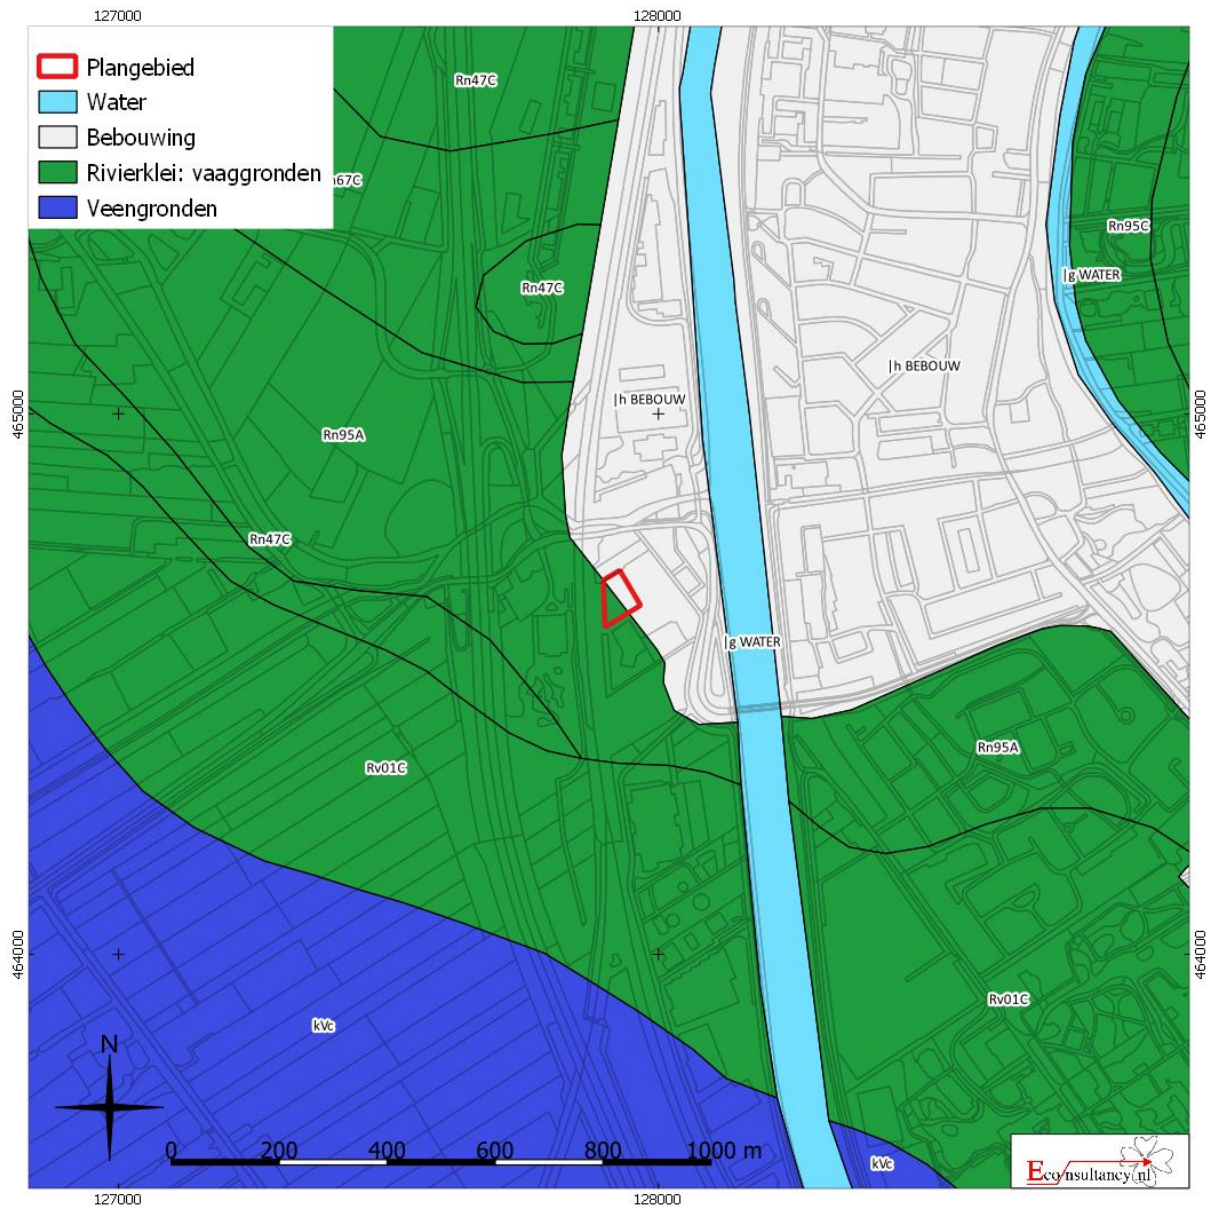 127000
128000
Plangebied
Water
Bebouwing
Rivierklei: vaaggronden
Veengronden
Rn47C
n67C
Rn47C
Rn95C
|g WATER
|h BEBOUW
|h BEBOUW
465000
465000
Rn95A
Rn47C
|g WATER
Rn95A
Rv01C
464000
464000
Rv01C
kVc
N
0 200 400 600 800 1000 m
kVc
Econsultancy.nl
127000
128000